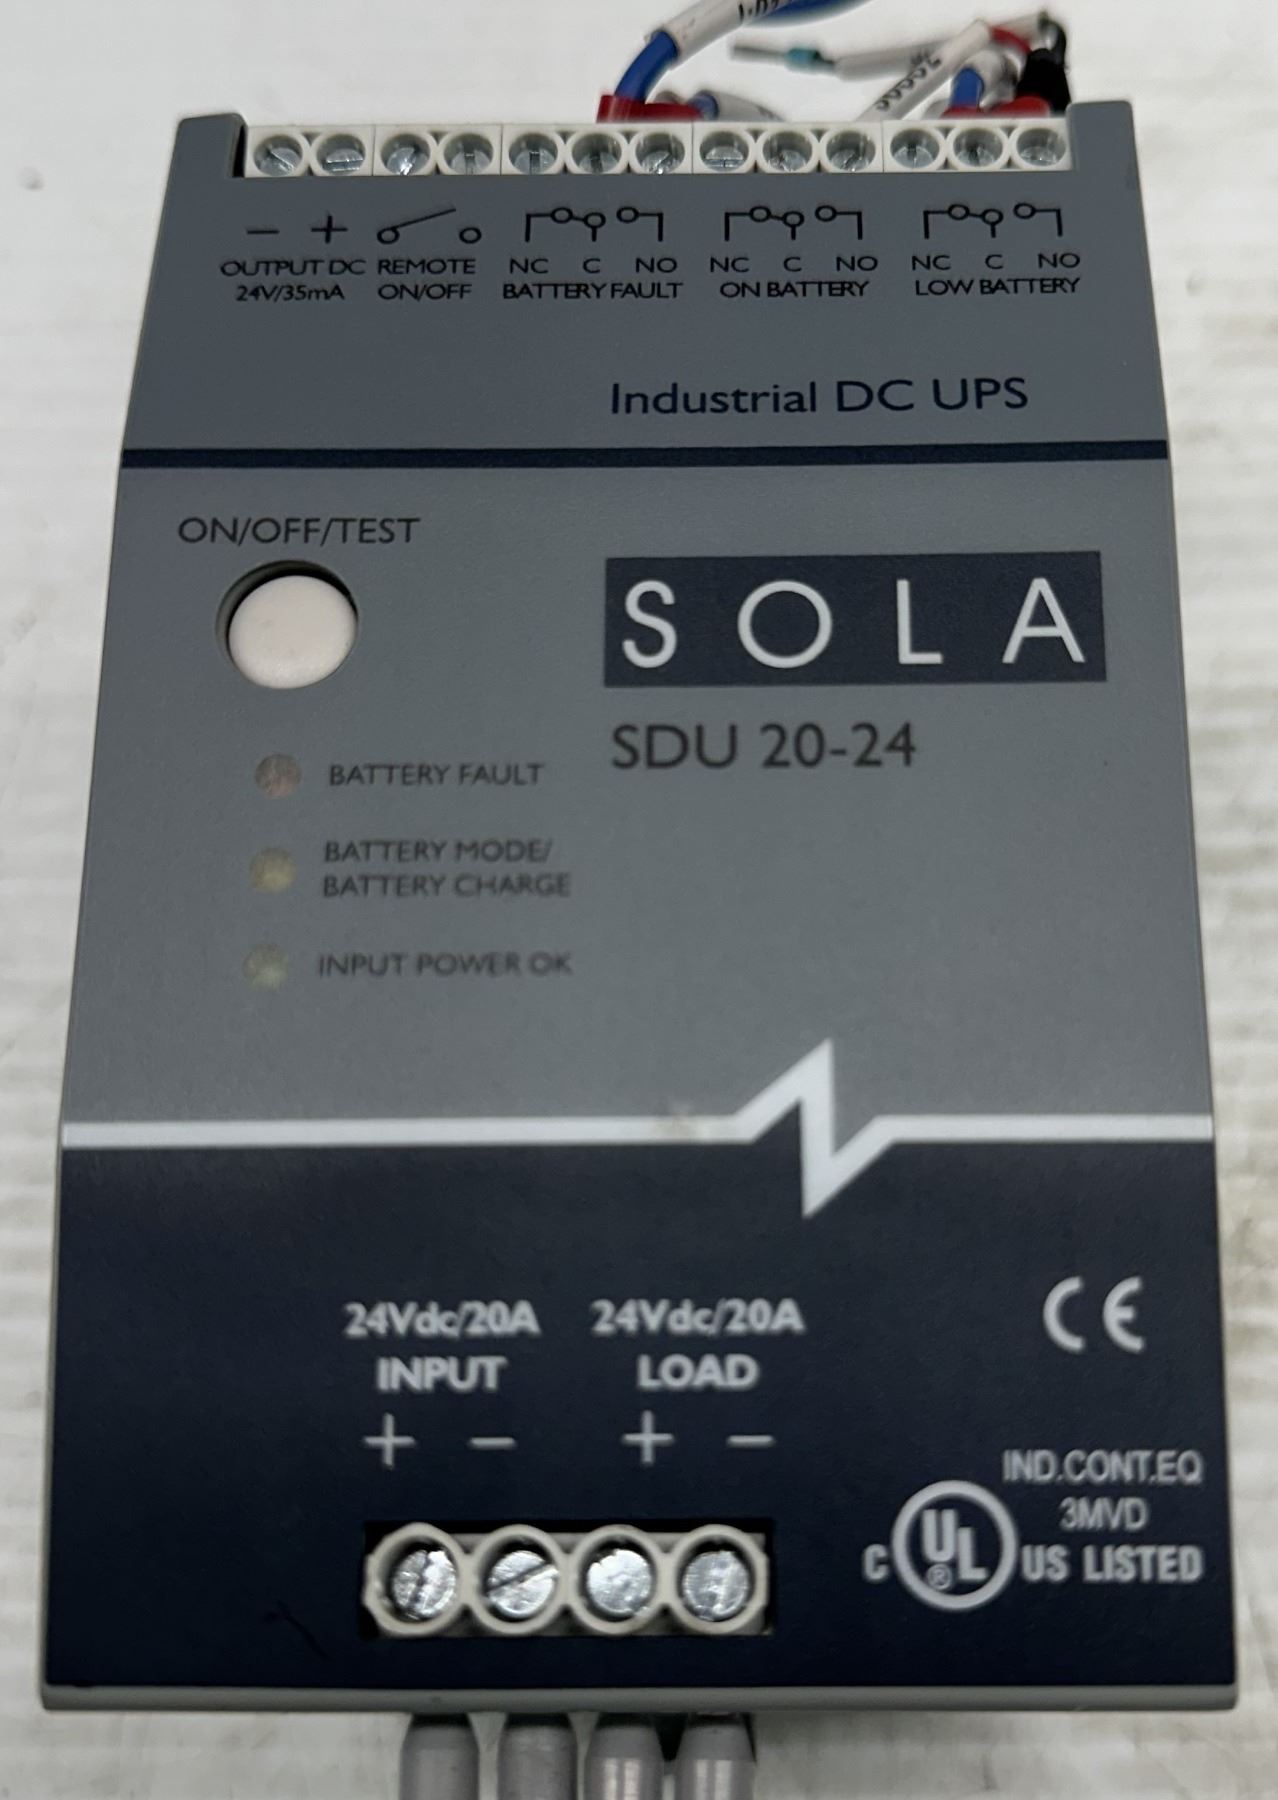 − +
OUTPUT DC REMOTE NC C NO NC C NO NC C NO
24V/35mA ON/OFF BATTERY FAULT ON BATTERY LOW BATTERY
Industrial DC UPS
ON/OFF/TEST
SOLA
SDU 20-24
BATTERY FAULT
BATTERY MODE/
BATTERY CHARGE
INPUT POWER OK
24Vdc/20A 24Vdc/20A
INPUT LOAD
+ − + −
CE
IND.CONT.EQ
3MVD
C UL ® US LISTED